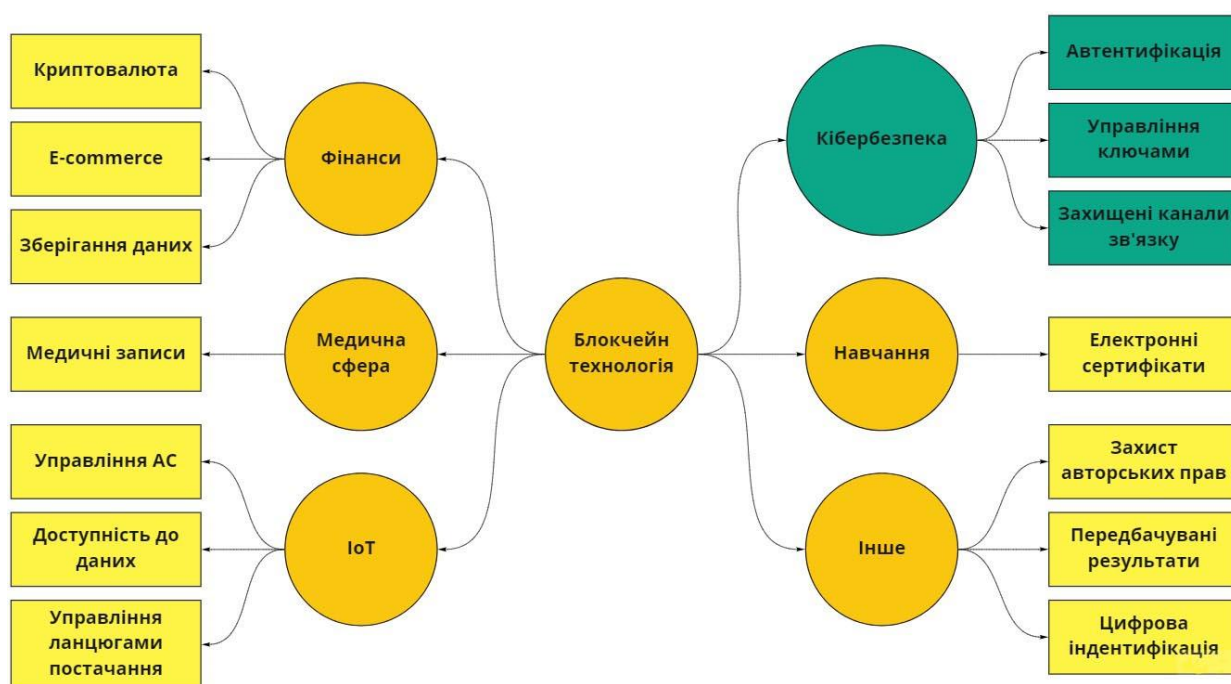 Криптовалюта
E-commerce
Зберігання даних
Фінанси
Медичні записи
Медична
сфера
Управління АС
Доступність до
даних
Управління
ланцюгами
постачання
IoT
Блокчейн
технологія
Кібербезпека
Автентифікація
Управління
ключами
Захищені канали
зв'язку
Навчання
Електронні
сертифікати
Інше
Захист
авторських прав
Передбачувані
результати
Цифрова
індентифікація